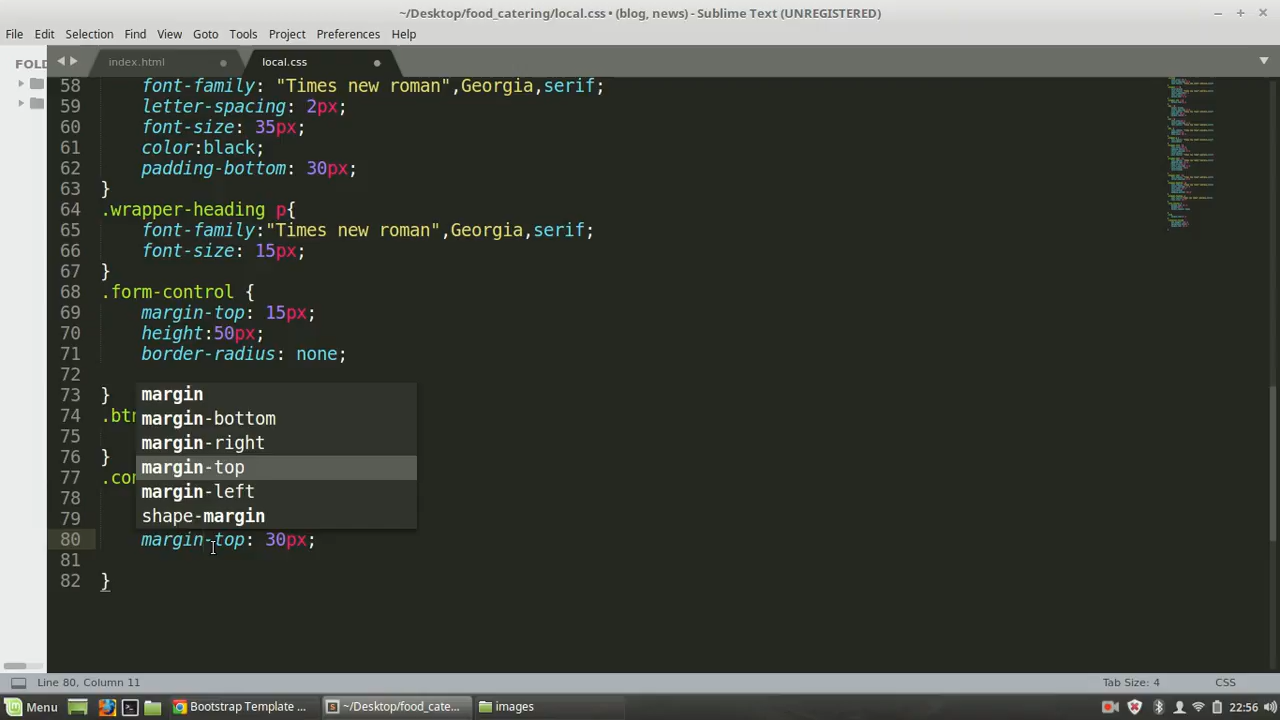 ~/Desktop/food_catering/local.css • (blog, news) - Sublime Text (UNREGISTERED)
File Edit Selection Find View Goto Tools Project Preferences Help
FOLD
index.html
local.css
58 font-family: "Times new roman",Georgia,serif;
59 letter-spacing: 2px;
60 font-size: 35px;
61 color:black;
62 padding-bottom: 30px;
63 }
64 .wrapper-heading p{
65 font-family:"Times new roman",Georgia,serif;
66 font-size: 15px;
67 }
68 .form-control {
69 margin-top: 15px;
70 height:50px;
71 border-radius: none;
72
73 }
74 .btn
75
76 }
77 .con
78
79
margin
margin-bottom
margin-right
margin-top
margin-left
shape-margin
80 margin-top: 30px;
81
82 }
Line 80, Column 11
Tab Size: 4
CSS
Menu
Bootstrap Template ...
~/Desktop/food_cate...
images
22:56